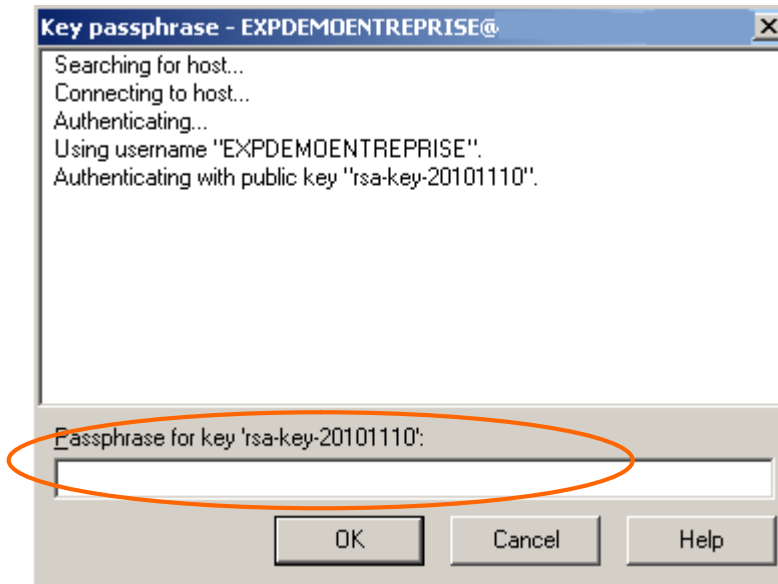 Key passphrase - EXPDEMOENTREPRISE@
Searching for host...
Connecting to host...
Authenticating...
Using username "EXPDEMOENTREPRISE".
Authenticating with public key "rsa-key-20101110".
Passphrase for key 'rsa-key-20101110':
OK Cancel Help